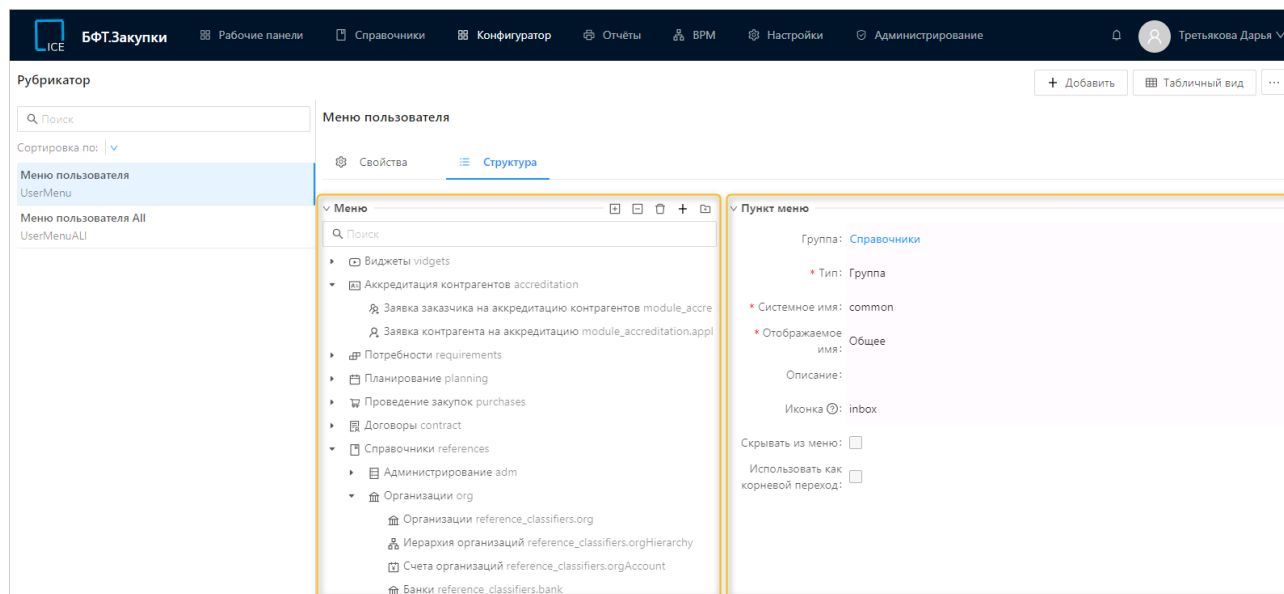 ICE БФТ.Закупки Рабочие панели Справочники Конфигуратор Отчёты BPM Настройки Администрирование Третьякова Дарья
Рубрикатор
+ Добавить Табличный вид ...
Поиск
Сортировка по:
Меню пользователя
UserMenu
Меню пользователя All
UserMenuALl
Меню пользователя
Свойства Структура
Меню
Поиск
Виджеты vidgets
Аккредитация контрагентов accreditation
Заявка заказчика на аккредитацию контрагентов module_accre
Заявка контрагента на аккредитацию module_accreditation.appl
Потребности requirements
Планирование planning
Проведение закупок purchases
Договоры contract
Справочники references
Администрирование adm
Организации org
Организации reference_classifiers.org
Иерархия организаций reference_classifiers.orgHierarchy
Счета организаций reference_classifiers.orgAccount
Банки reference_classifiers.bank
Пункт меню
Группа: Справочники
* Тип: Группа
* Системное имя: common
* Отображаемое
имя: Общее
Описание:
Иконка ?: inbox
Скрывать из меню:
Использовать как
корневой переход: